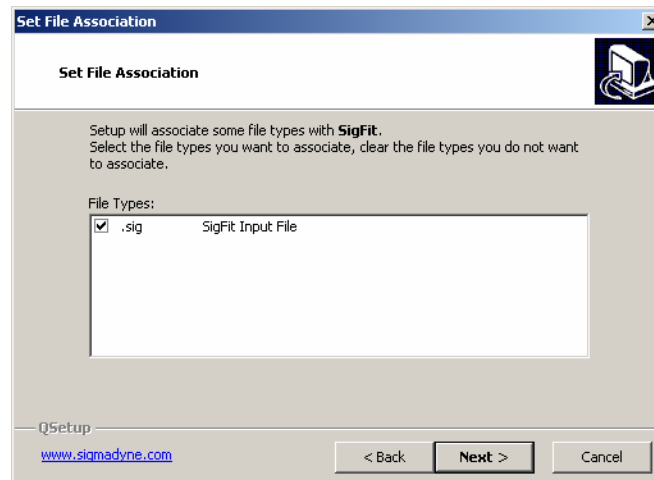 Set File Association
Set File Association
Setup will associate some file types with SigFit.
Select the file types you want to associate, clear the file types you do not want
to associate.
File Types:
.sig SigFit Input File
QSetup
www.sigmadyne.com
< Back Next > Cancel